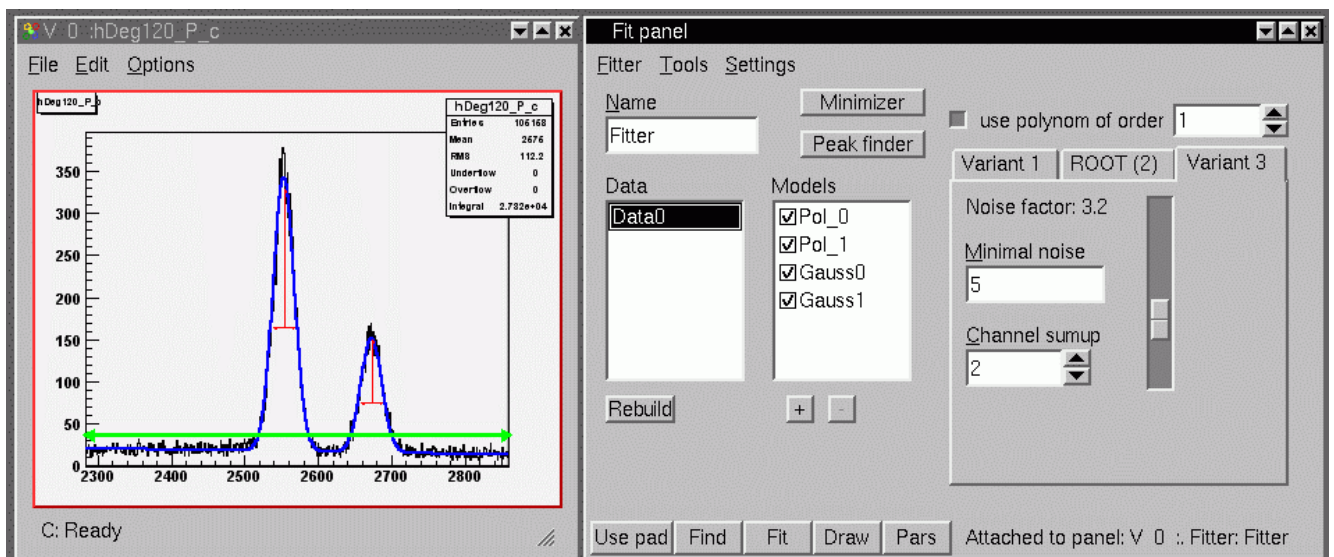 V 0 :hDeg120_P_c
File Edit Options
hDeg120_P_c
hDeg120_P_c
Entries 106168
Mean 2676
RMS 112.2
Underflow 0
Overflow 0
Integral 2.782e+04
350
300
250
200
150
100
50
0
2300 2400 2500 2600 2700 2800
C: Ready
Fit panel
Fitter Tools Settings
Name
Fitter
Minimizer
Peak finder
use polynom of order 1
Data
Data0
Rebuild
Models
Pol_0
Pol_1
Gauss0
Gauss1
+ -
Variant 1 ROOT (2) Variant 3
Noise factor: 3.2
Minimal noise
5
Channel sumup
2
Use pad Find Fit Draw Pars Attached to panel: V 0 :. Fitter: Fitter